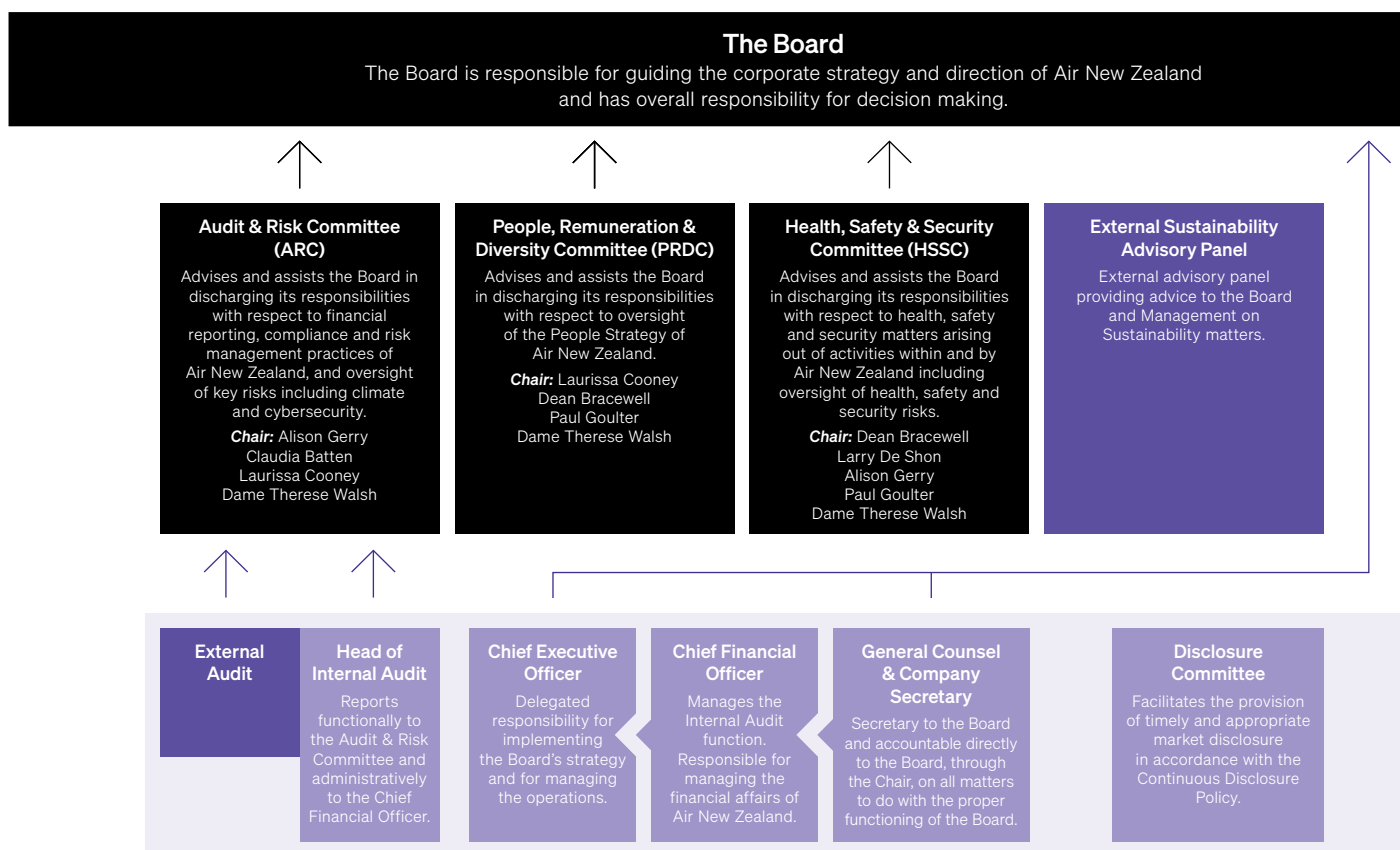 The Board
The Board is responsible for guiding the corporate strategy and direction of Air New Zealand
and has overall responsibility for decision making.
Audit & Risk Committee
(ARC)
Advises and assists the Board in
discharging its responsibilities
with respect to financial
reporting, compliance and risk
management practices of
Air New Zealand, and oversight
of key risks including climate
and cybersecurity.
Chair: Alison Gerry
Claudia Batten
Laurissa Cooney
Dame Therese Walsh
People, Remuneration &
Diversity Committee (PRDC)
Advises and assists the Board
in discharging its responsibilities
with respect to oversight
of the People Strategy of
Air New Zealand.
Chair: Laurissa Cooney
Dean Bracewell
Paul Goulter
Dame Therese Walsh
Health, Safety & Security
Committee (HSSC)
Advises and assists the Board
in discharging its responsibilities
with respect to health, safety
and security matters arising
out of activities within and by
Air New Zealand including
oversight of health, safety and
security risks.
Chair: Dean Bracewell
Larry De Shon
Alison Gerry
Paul Goulter
Dame Therese Walsh
External Sustainability
Advisory Panel
External advisory panel
providing advice to the Board
and Management on
Sustainability matters.
External
Audit
Head of
Internal Audit
Reports
functionally to
the Audit & Risk
Committee and
administratively
to the Chief
Financial Officer.
Chief Executive
Officer
Delegated
responsibility for
implementing
the Board's strategy
and for managing
the operations.
Chief Financial
Officer
Manages the
Internal Audit
function.
Responsible for
managing the
financial affairs of
Air New Zealand.
General Counsel
& Company
Secretary
Secretary to the Board
and accountable directly
to the Board, through
the Chair, on all matters
to do with the proper
functioning of the Board.
Disclosure
Committee
Facilitates the provision
of timely and appropriate
market disclosure
in accordance with the
Continuous Disclosure
Policy.